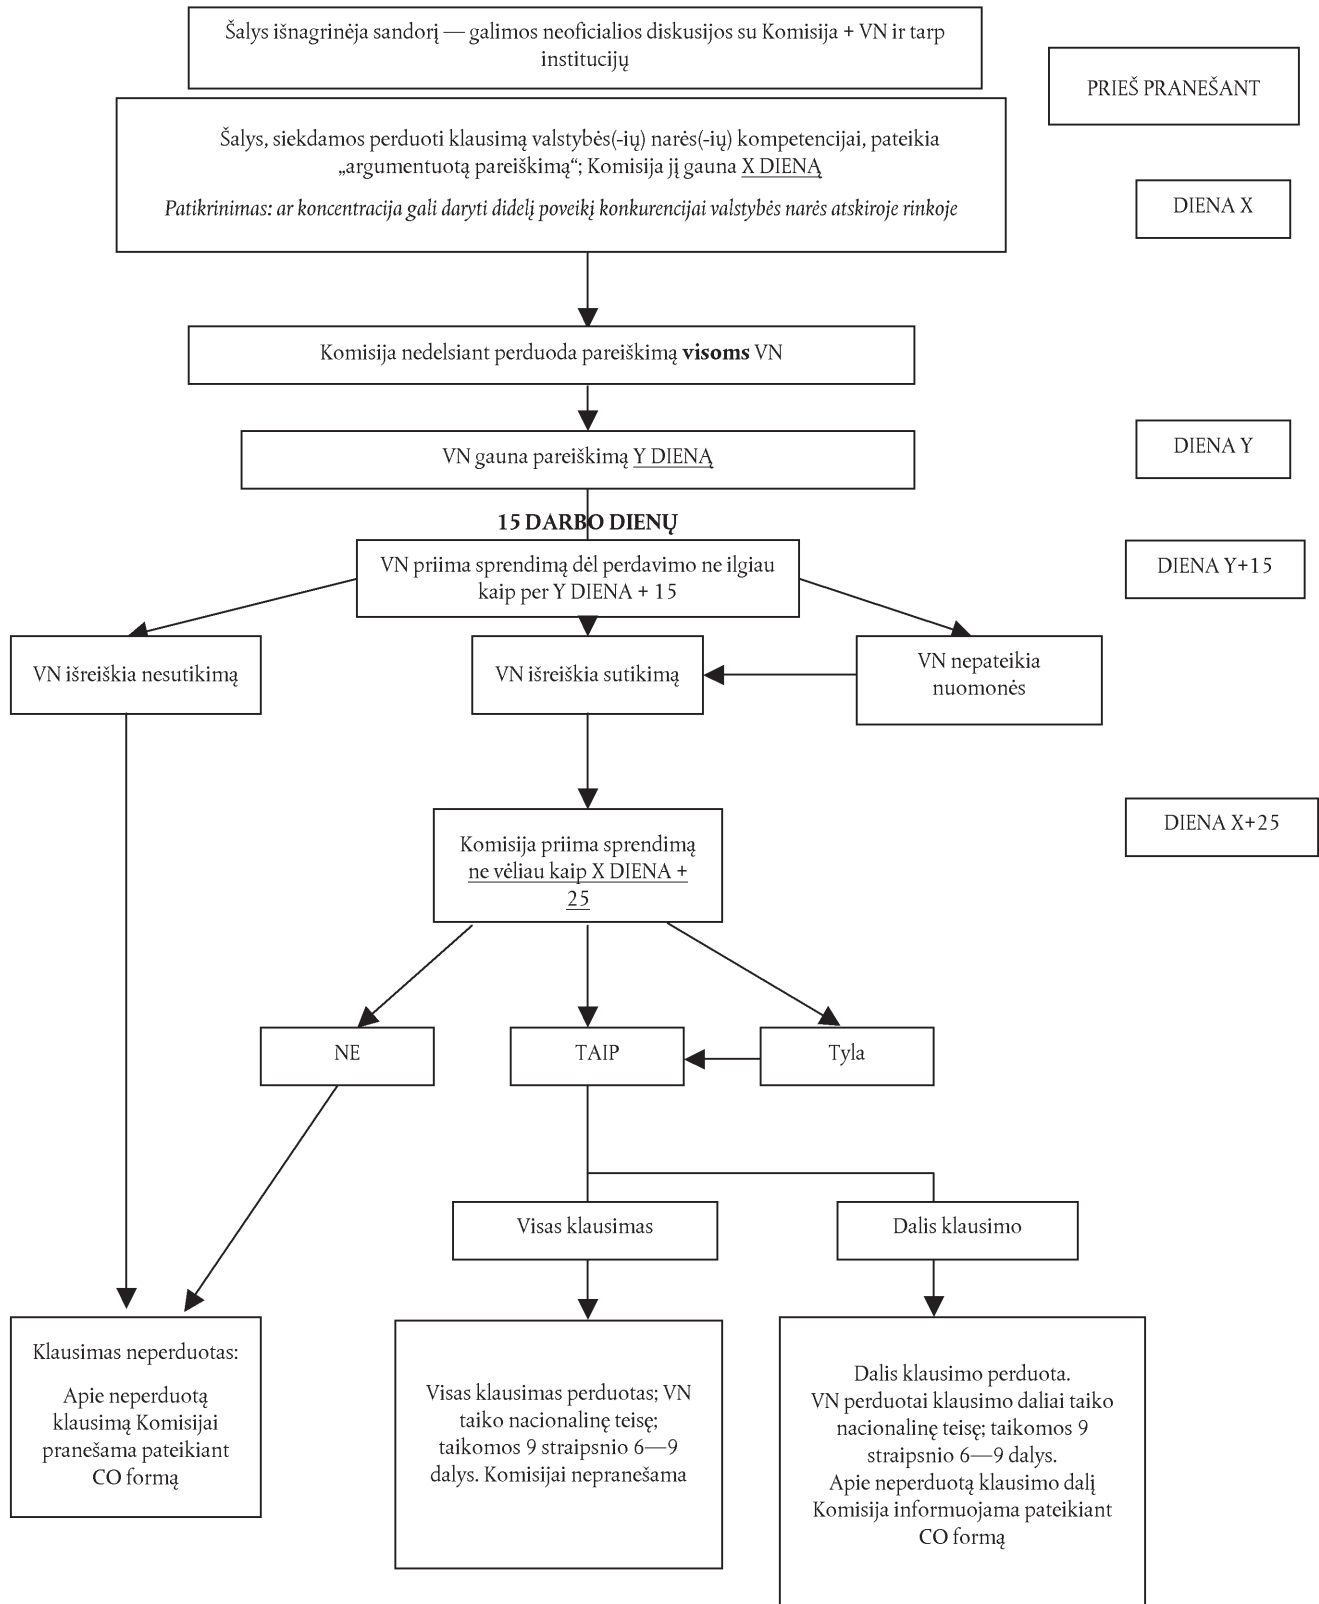 Šalys išnagrinėja sandorį — galimos neoficialios diskusijos su Komisija + VN ir tarp
institucijų
PRIEŠ PRANEŠANT
Šalys, siekdamos perduoti klausimą valstybės(-ių) narės(-ių) kompetencijai, pateikia
„argumentuotą pareiškimą“; Komisija jį gauna X DIENĄ
Patikrinimas: ar koncentracija gali daryti didelį poveikį konkurencijai valstybės narės atskiroje rinkoje
DIENA X
Komisija nedelsiant perduoda pareiškimą visoms VN
VN gauna pareiškimą Y DIENĄ
DIENA Y
15 DARBO DIENŲ
VN priima sprendimą dėl perdavimo ne ilgiau
kaip per Y DIENA + 15
DIENA Y+15
VN išreiškia nesutikimą
VN išreiškia sutikimą
VN nepateikia
nuomonės
Komisija priima sprendimą
ne vėliau kaip X DIENA +
25
DIENA X+25
NE
TAIP
Tyla
Visas klausimas
Dalis klausimo
Klausimas neperduotas:
Apie neperduotą
klausimą Komisijai
pranešama pateikiant
CO formą
Visas klausimas perduotas; VN
taiko nacionalinę teisę;
taikomos 9 straipsnio 6—9
dalys. Komisijai nepranešama
Dalis klausimo perduota.
VN perduotai klausimo daliai taiko
nacionalinę teisę; taikomos 9
straipsnio 6—9 dalys.
Apie neperduotą klausimo dalį
Komisija informuojama pateikiant
CO formą